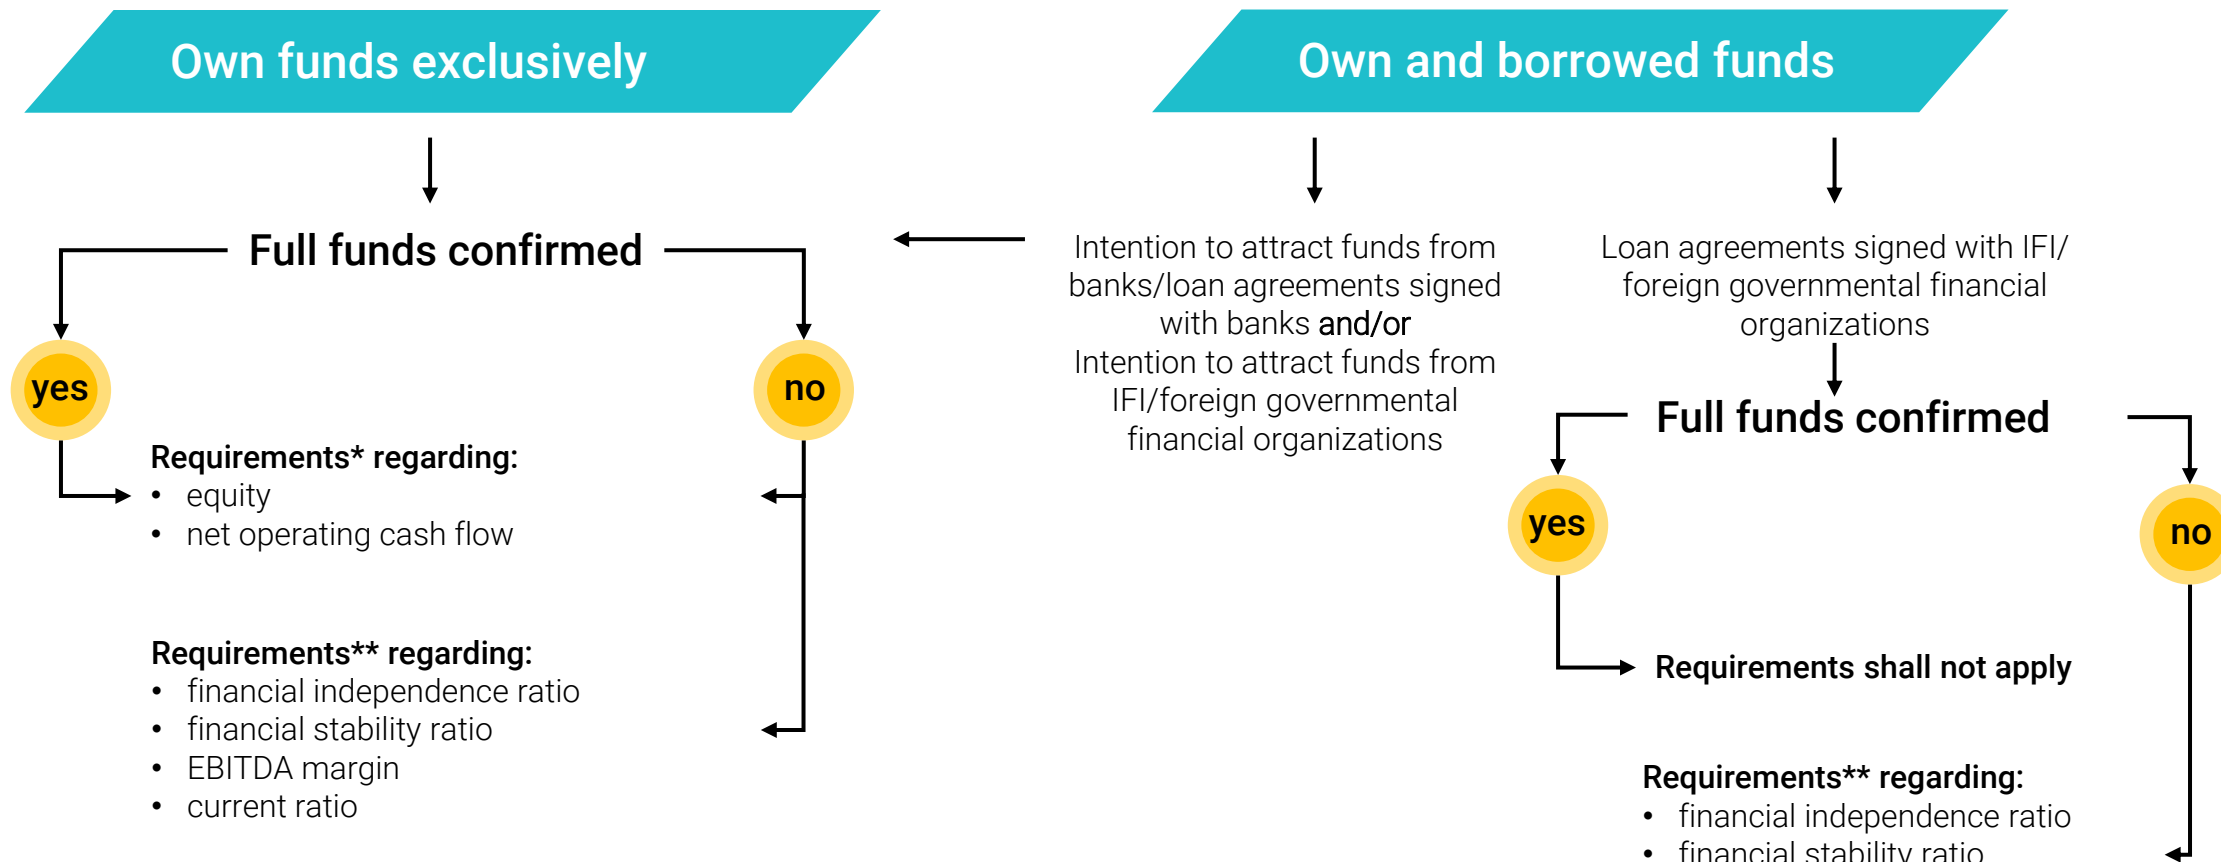 Own funds exclusively
Full funds confirmed
yes
no
Requirements* regarding:
• equity
• net operating cash flow
Requirements** regarding:
• financial independence ratio
• financial stability ratio
• EBITDA margin
• current ratio
Own and borrowed funds
Intention to attract funds from
banks/loan agreements signed
with banks and/or
Intention to attract funds from
IFI/foreign governmental
financial organizations
Loan agreements signed with IFI/
foreign governmental financial
organizations
Full funds confirmed
yes
no
Requirements shall not apply
Requirements** regarding:
• financial independence ratio
• financial stability ratio